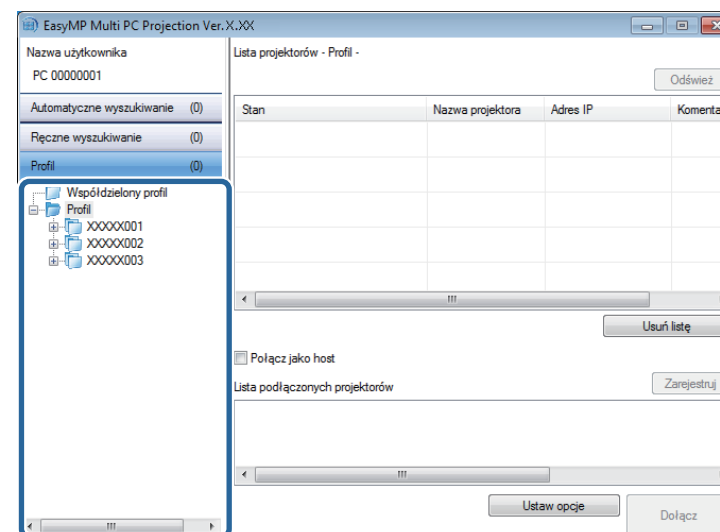 EasyMP Multi PC Projection Ver.X.XX
Nazwa użytkownika
PC 00000001
Automatyczne wyszukiwanie (0)
Ręczne wyszukiwanie (0)
Profil (0)
Współdzielony profil
Profil
XXXXX001
XXXXX002
XXXXX003
Lista projektorów - Profil -
Odśwież
Stan Nazwa projektora Adres IP Komenta
Usuń listę
Połącz jako host
Lista podłączonych projektorów
Zarejestruj
Ustaw opcje
Dołącz